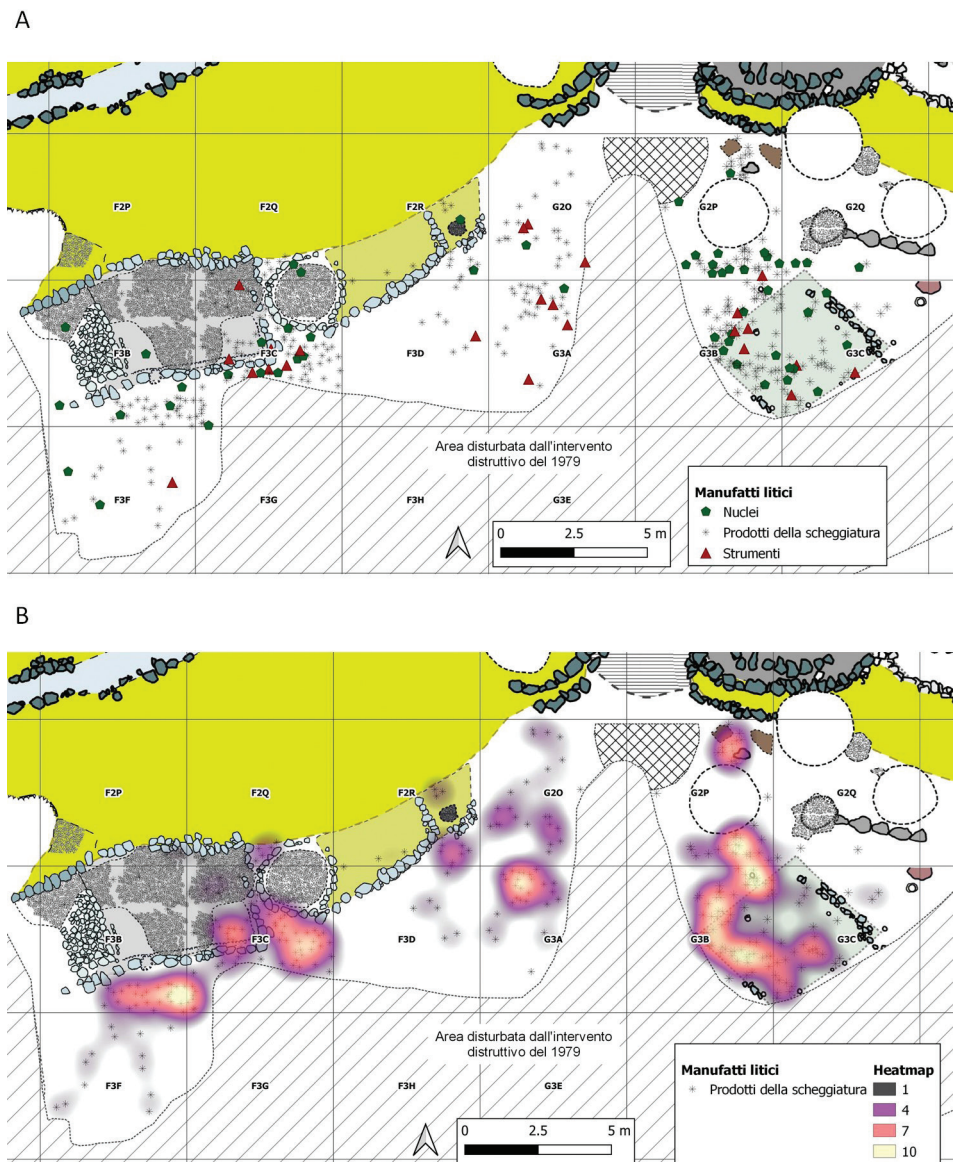 A
F2P
F2Q
F2R
G2O
G2P
G2Q
F3B
F3C
F3D
G3A
G3B
G3C
Area disturbata dall'intervento
distruttivo del 1979
F3F
F3G
F3H
G3E
0 2.5 5 m
Manufatti litici
Nuclei
Prodotti della scheggiatura
Strumenti
B
F2P
F2Q
F2R
G2O
G2P
G2Q
F3B
F3C
F3D
G3A
G3B
G3C
Area disturbata dall'intervento
distruttivo del 1979
F3F
F3G
F3H
G3E
0 2.5 5 m
Manufatti litici
Prodotti della scheggiatura
Heatmap
1
4
7
10